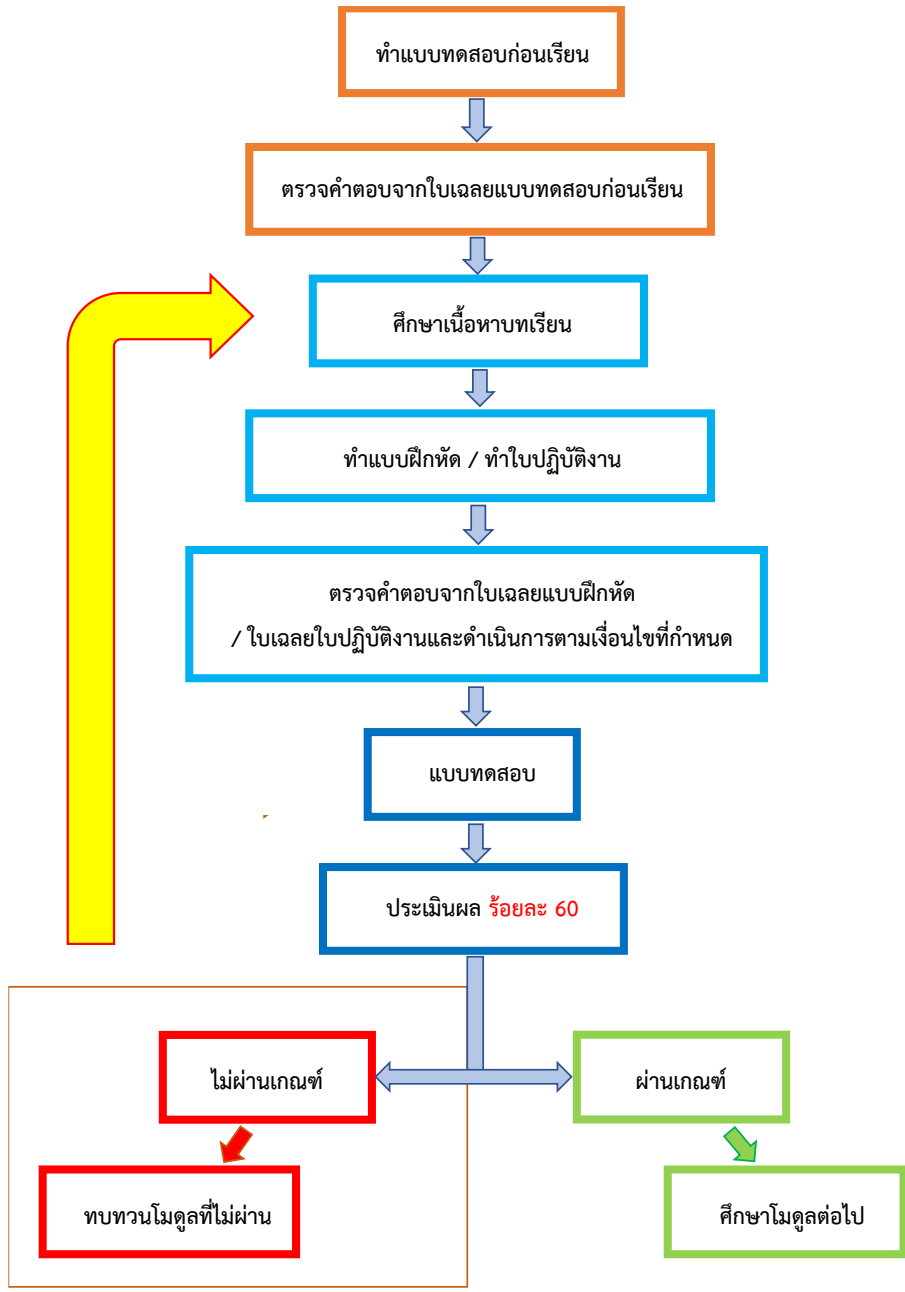 ทำแบบทดสอบก่อนเรียน
ตรวจคำตอบจากใบเฉลยแบบทดสอบก่อนเรียน
ศึกษาเนื้อหาบทเรียน
ทำแบบฝึกหัด / ทำใบปฏิบัติงาน
ตรวจคำตอบจากใบเฉลยแบบฝึกหัด
/ ใบเฉลยใบปฏิบัติงานและดำเนินการตามเงื่อนไขที่กำหนด
แบบทดสอบ
ประเมินผล ร้อยละ 60
ไม่ผ่านเกณฑ์
ผ่านเกณฑ์
ทบทวนโมดูลที่ไม่ผ่าน
ศึกษาโมดูลต่อไป